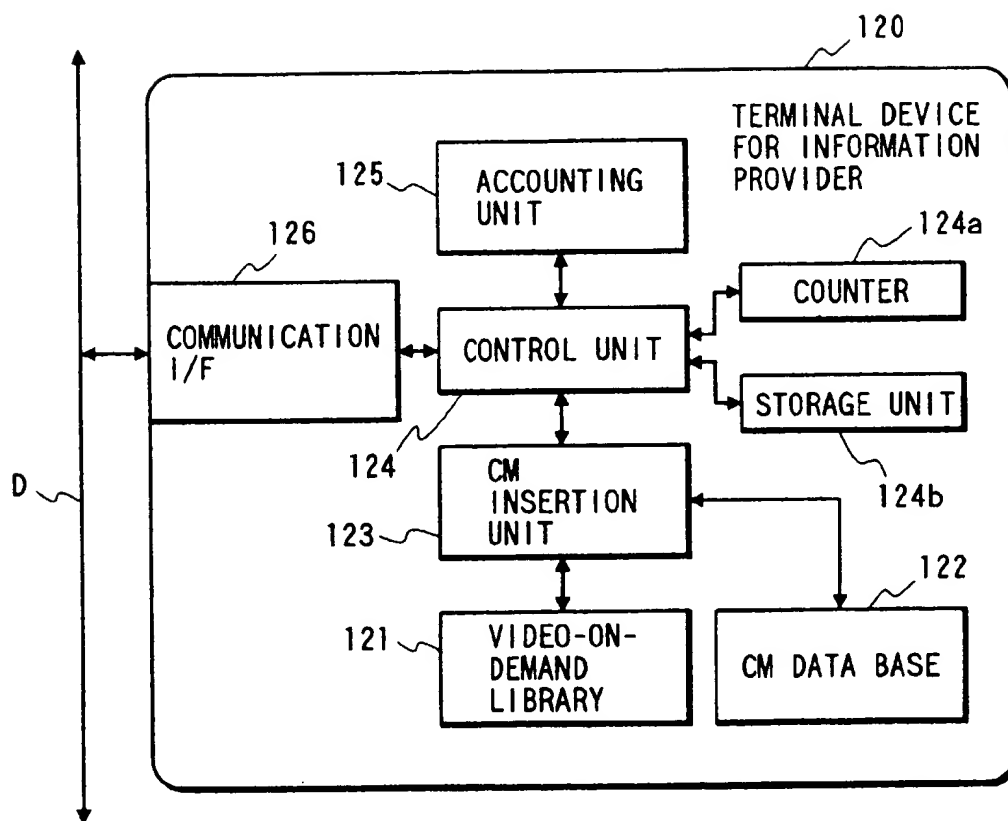 120
TERMINAL DEVICE
FOR INFORMATION
PROVIDER
125
ACCOUNTING
UNIT
126
124a
COUNTER
COMMUNICATION
I/F
CONTROL UNIT
STORAGE UNIT
124
124b
D
CM
INSERTION
UNIT
123
122
121
VIDEO-ON-
DEMAND
LIBRARY
CM DATA BASE